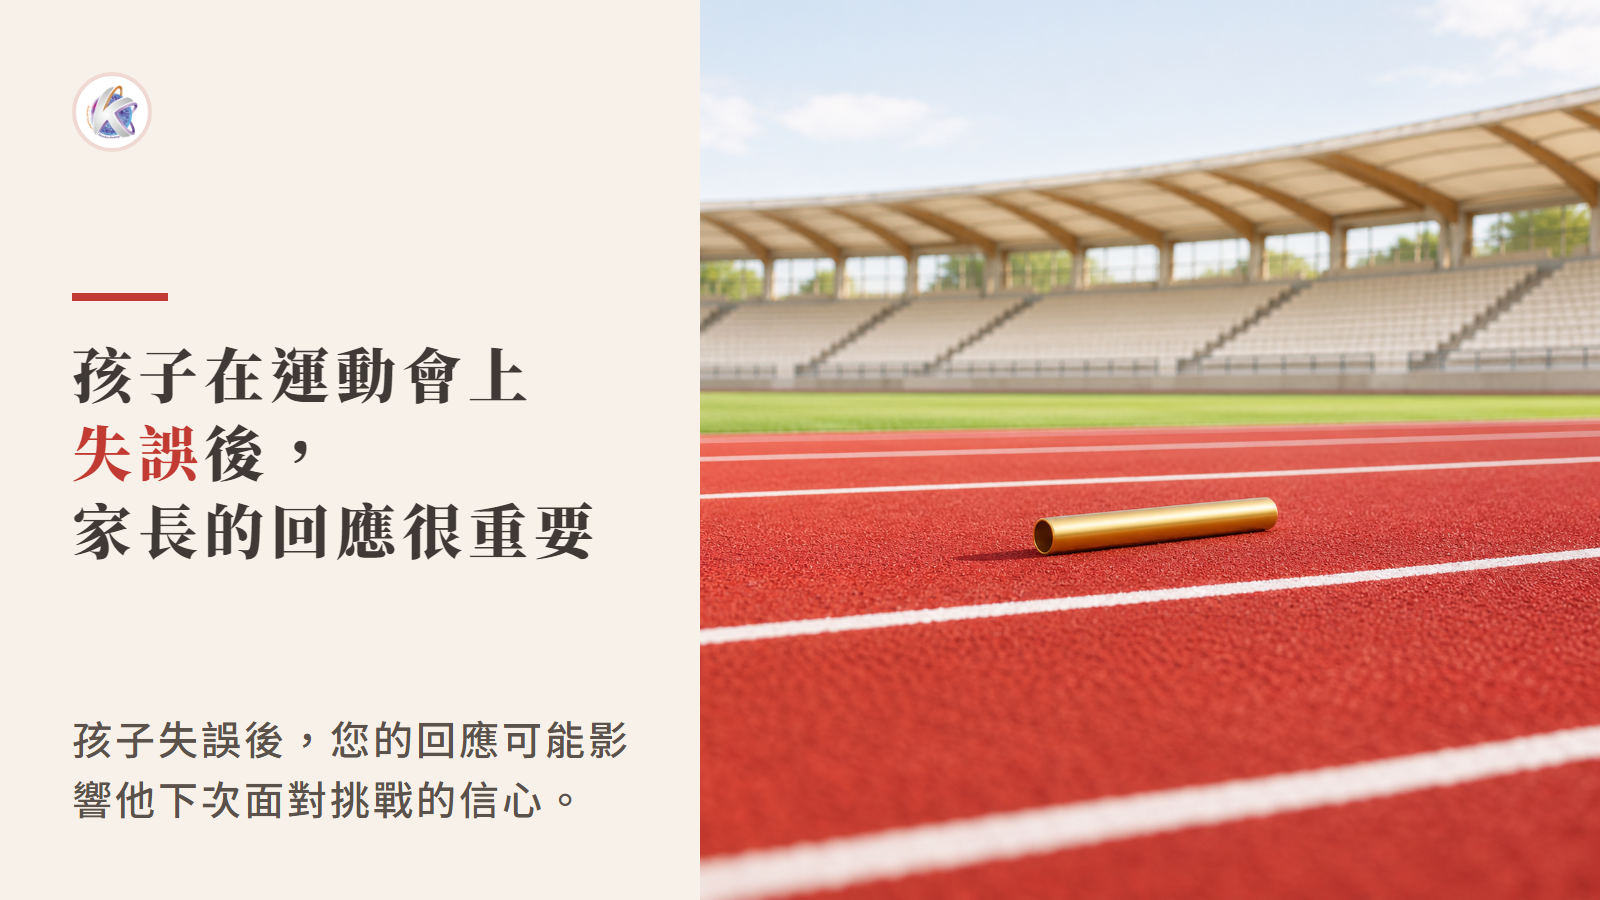 孩子在運動會上
失誤後，
家長的回應很重要
孩子失誤後，您的回應可能影
響他下次面對挑戰的信心。